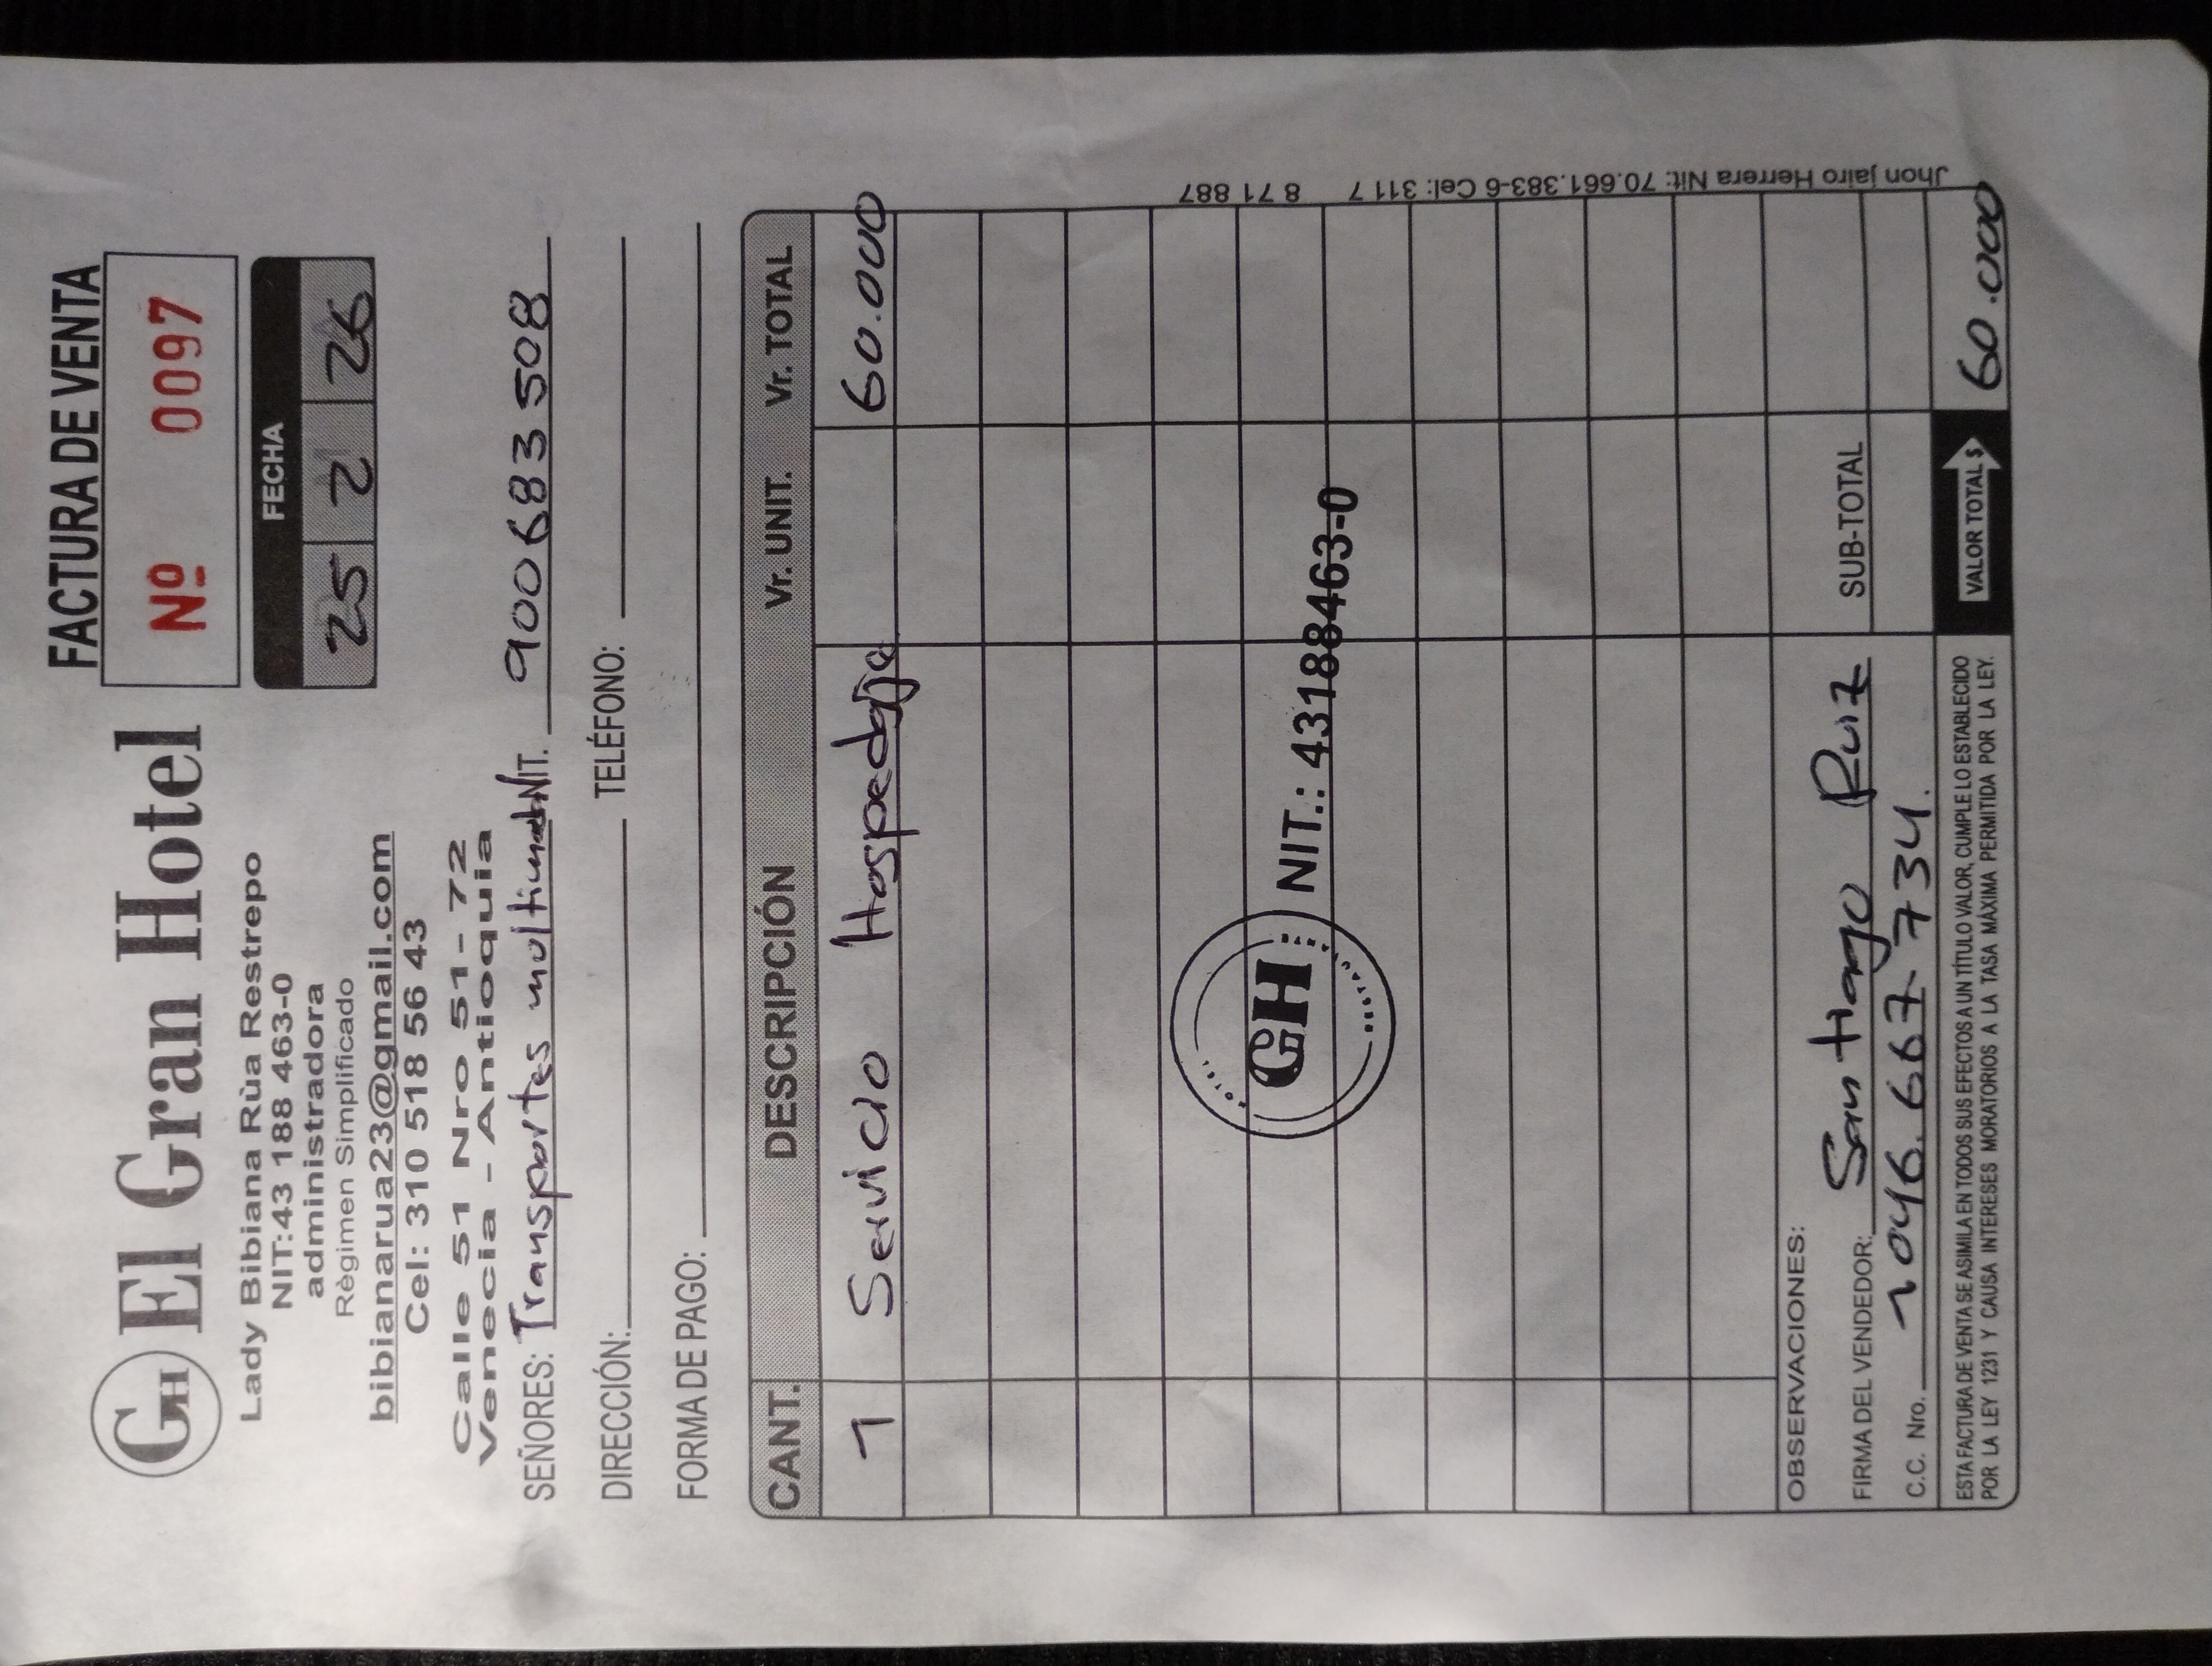 GH El Gran Hotel
FACTURA DE VENTA
Nº 0097
Lady Bibiana Rùa Restrepo
NIT:43 188 463-0
administradora
Règimen Simplificado
bibianarua23@gmail.com
Cel: 310 518 56 43
Calle 51 Nro 51- 72
Venecia - Antioquia
FECHA
25 2 26
SEÑORES: Transportes multimodal NIT. 900683508
DIRECCIÓN: TELÉFONO:
FORMA DE PAGO:
CANT. DESCRIPCIÓN Vr. UNIT. Vr. TOTAL
1 Servicio Hospedaje 60.000
GH NIT.: 43188463-0
OBSERVACIONES:
FIRMA DEL VENDEDOR: Santiago Ruiz SUB-TOTAL
C.C. Nro. 1046.667-734.
ESTA FACTURA DE VENTA SE ASIMILA EN TODOS SUS EFECTOS A UN TÍTULO VALOR, CUMPLE LO ESTABLECIDO
POR LA LEY 1231 Y CAUSA INTERESES MORATORIOS A LA TASA MÁXIMA PERMITIDA POR LA LEY.
VALOR TOTAL $ 60.000
Jhon jairo Herrera Nit: 70.661.383-6 Cel: 311 7 8 71 887